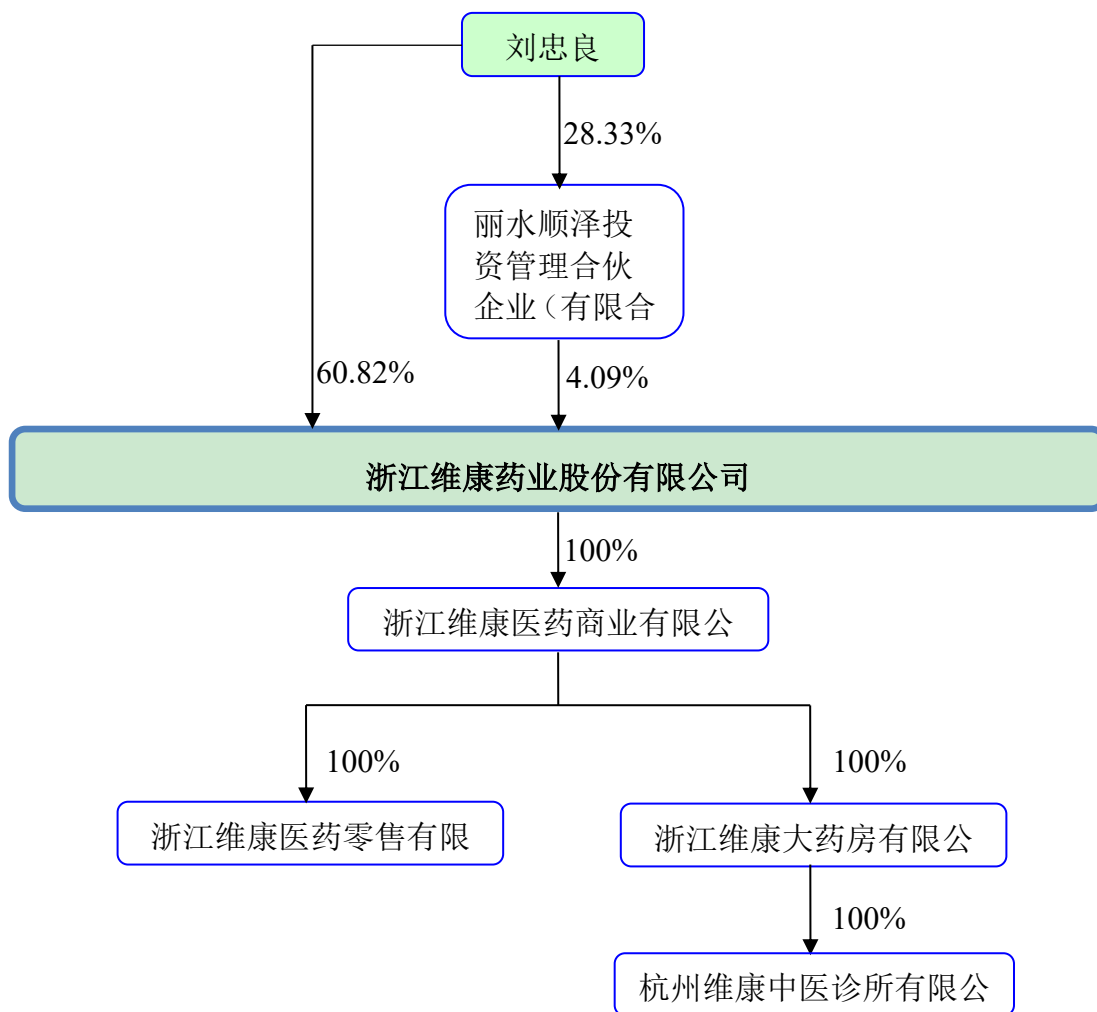 刘忠良
28.33%
丽水顺泽投
资管理合伙
企业（有限合
60.82%
4.09%
浙江维康药业股份有限公司
100%
浙江维康医药商业有限公
100%
100%
浙江维康医药零售有限
浙江维康大药房有限公
100%
杭州维康中医诊所有限公